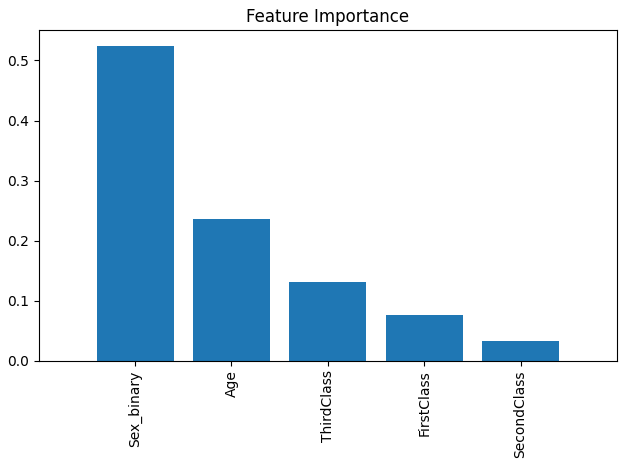 Feature Importance
0.5
0.4
0.3
0.2
0.1
0.0
Sex_binary
Age
ThirdClass
FirstClass
SecondClass